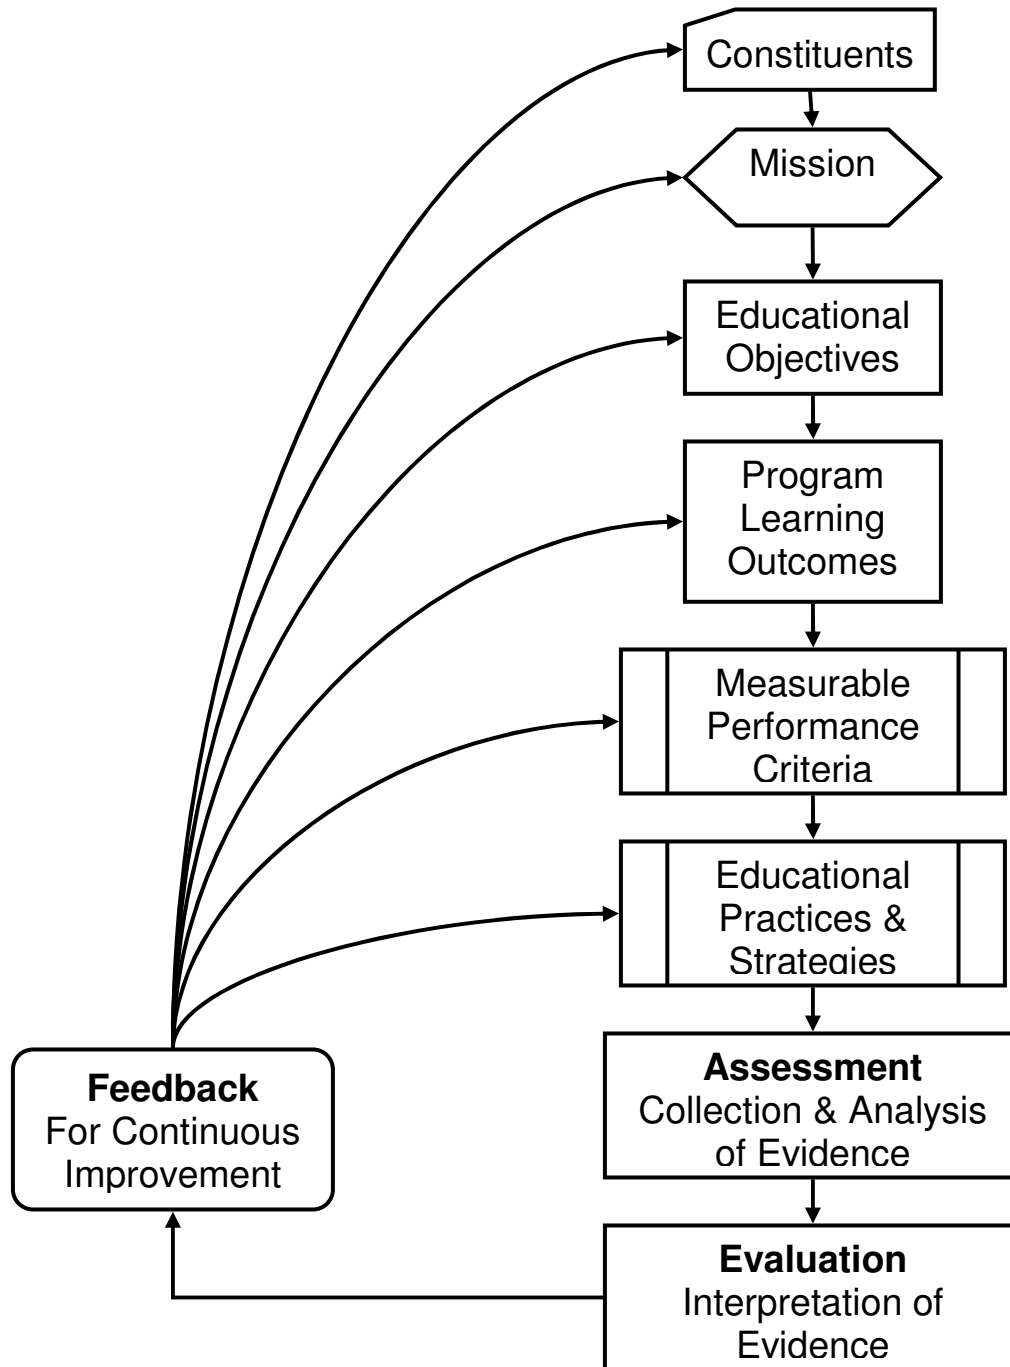 Constituents
Mission
Educational
Objectives
Program
Learning
Outcomes
Measurable
Performance
Criteria
Educational
Practices &
Strategies
Assessment
Collection & Analysis
of Evidence
Feedback
For Continuous
Improvement
Evaluation
Interpretation of
Evidence